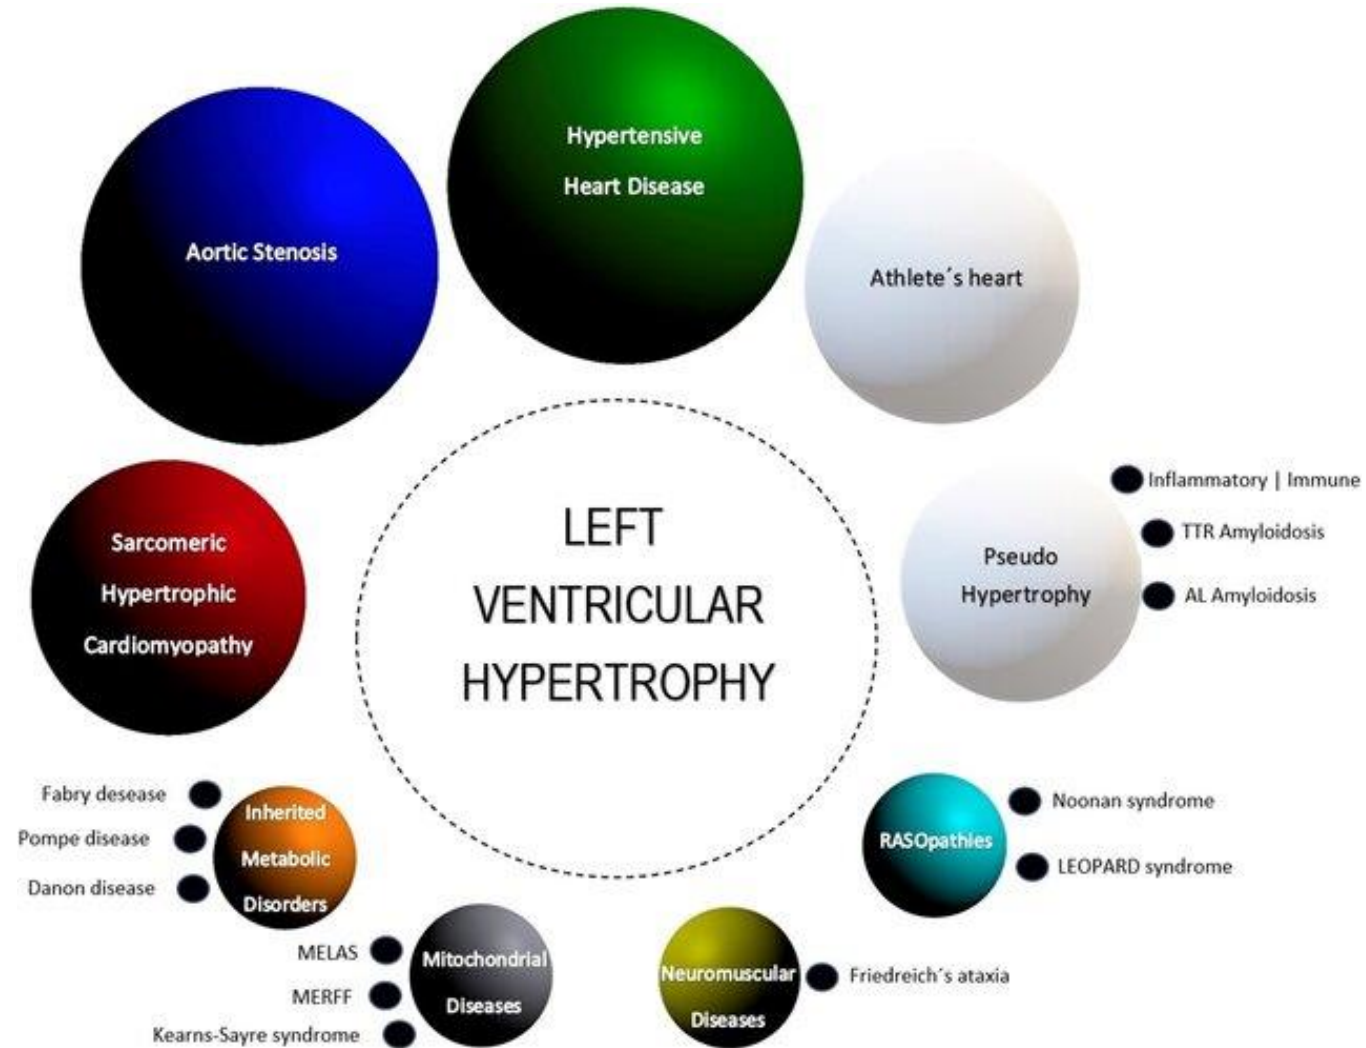 Hypertensive
Heart Disease
Aortic Stenosis
Athlete´s heart
LEFT
VENTRICULAR
HYPERTROPHY
Sarcomeric
Hypertrophic
Cardiomyopathy
Pseudo
Hypertrophy
Inflammatory | Immune
TTR Amyloidosis
AL Amyloidosis
Fabry desease
Pompe disease
Danon disease
Inherited
Metabolic
Disorders
RASOpathies
Noonan syndrome
LEOPARD syndrome
MELAS
MERFF
Kearns-Sayre syndrome
Mitochondrial
Diseases
Neuromuscular
Diseases
Friedreich´s ataxia